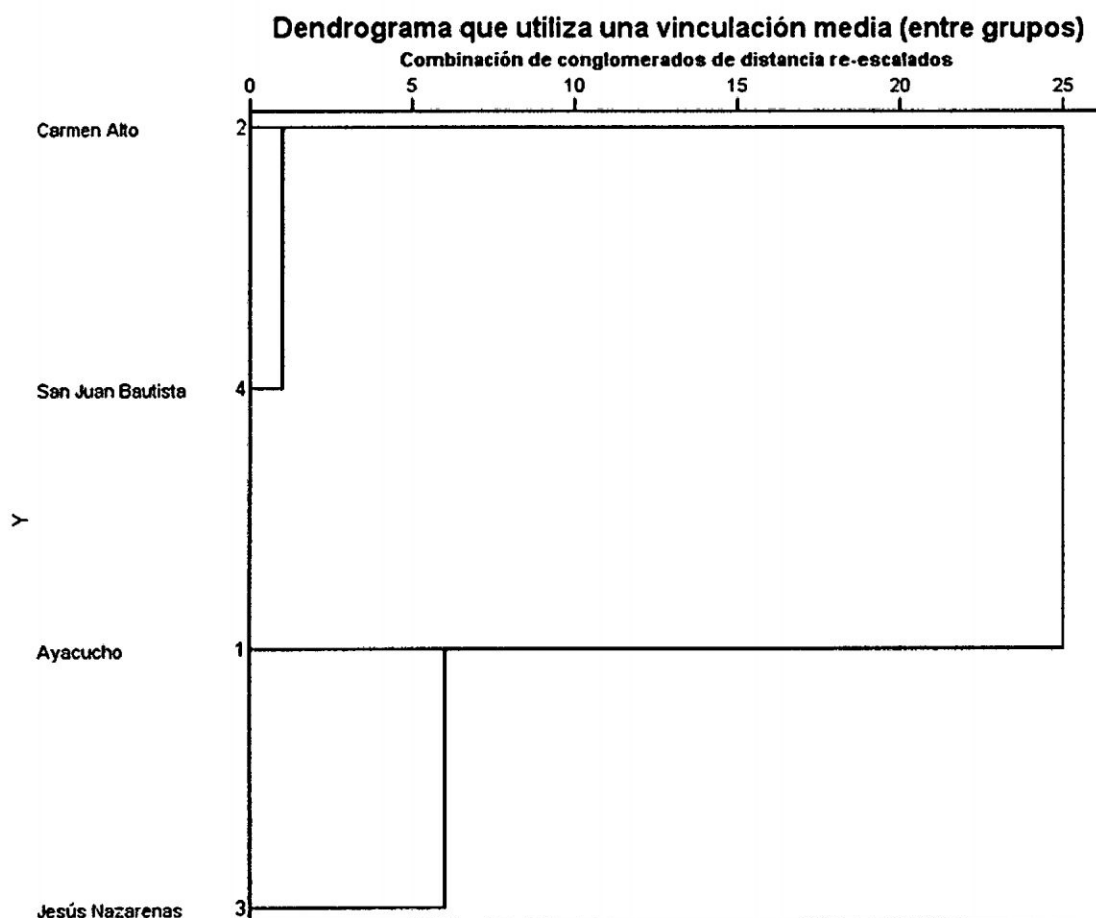 Dendrograma que utiliza una vinculación media (entre grupos)
Combinación de conglomerados de distancia re-escalados
0 5 10 15 20 25
Carmen Alto 2
San Juan Bautista 4
Y
Ayacucho 1
Jesús Nazarenas 3